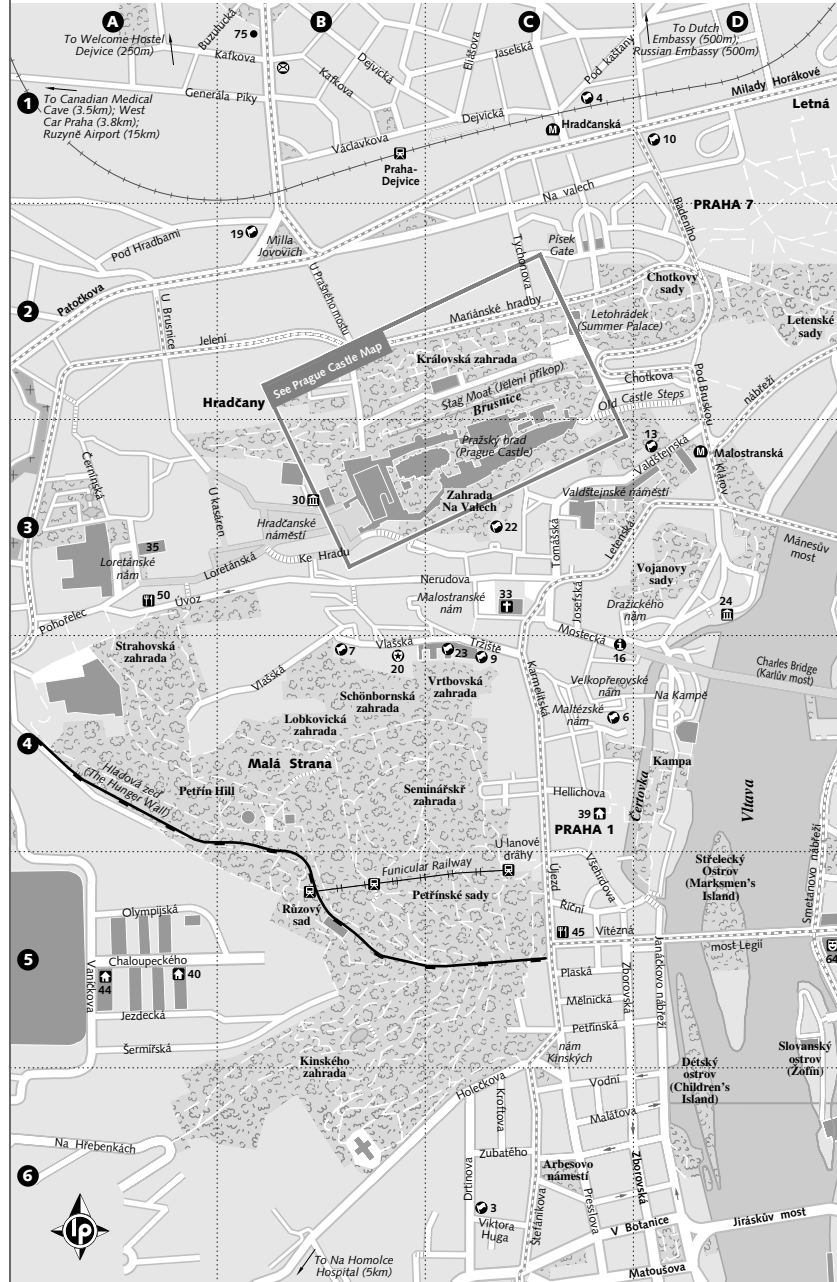 A
B
C
D
1
2
3
4
5
6
To Welcome Hostel
Dejvice (250m)
Buzulucká
75
Kafkova
Kafkova
Dejvická
Eliášova
Jaselská
Pod kaštany
To Dutch
Embassy (500m);
Russian Embassy (500m)
Generála Piky
To Canadian Medical
Cave (3.5km); West
Car Praha (3.8km);
Ruzyně Airport (15km)
4
Milady Horákové
Letná
Dejvická
M
Hradčanská
Václavkova
Praha-
Dejvice
10
Na valech
PRAHA 7
Badeního
19
Milla
Jovovich
Pod Hradbami
Písek
Gate
Tychonova
U Prašného mostu
Chotkovy
sady
Patočkova
U Brusnice
Mariánské hradby
Letohrádek
(Summer Palace)
Letenské
sady
Jelení
See Prague Castle Map
Královská zahrada
Chotkova
Pod Bruskou
nábřeží
Stag Moat (Jelení příkop)
Brusnice
Old Castle Steps
Hradčany
Pražský hrad
(Prague Castle)
13
Valdštejnská
M
Malostranská
Klárov
Černínská
U kasáren
30
Zahrada
Na Valech
Valdštejnské náměstí
Hradčanské
náměstí
22
Tomášská
Letenská
Mánesův
most
35
Loretánské
nám
Loretánská
Ke Hradu
Vojanovy
sady
Nerudova
50
Úvoz
Malostranské
nám
33
Josefská
Dražického
nám
24
Pohořelec
Mostecká
Strahovská
zahrada
Vlašská
Tržiště
7
20
23
9
i
16
Charles Bridge
(Karlův most)
Vlašská
Schönbornská
zahrada
Vrtbovská
zahrada
Karmelitská
Velkopřerovské
nám
Na Kampě
Lobkovická
zahrada
Maltézské
nám
6
Hladová zeď
(The Hunger Wall)
Malá Strana
Kampa
Petřín Hill
Seminářskř
zahrada
Čertovka
Vltava
Hellichova
39
PRAHA 1
U lanové
dráhy
Smetanovo nábřeží
Funicular Railway
Újezd
Všehrdova
Střelecký
Ostrov
(Marksmen's
Island)
Růzový
sad
Petřínské sady
Říční
Olympijská
45
Vítězná
most Legií
64
Chaloupeckého
Vaníčkova
44
40
Plaská
Zborovská
Janáčkovo nábřeží
Mělnická
Jezdecká
Petřínská
Šermířská
nám
Kinských
Slovanský
ostrov
(Žofín)
Kinského
zahrada
Dětský
ostrov
(Children's
Island)
Holečkova
Vodní
Kroftova
Malátova
Na Hřebenkách
Zubatého
Arbesovo
náměstí
Zborovská
Drtinova
Štefánikova
Preslova
3
Viktora
Huga
V Botanice
Jiráskův most
lp
To Na Homolce
Hospital (5km)
Matoušova